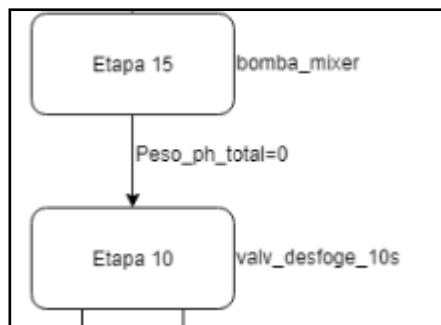 Etapa 15
bomba_mixer
Peso_ph_total=0
Etapa 10
valv_desfoge_10s